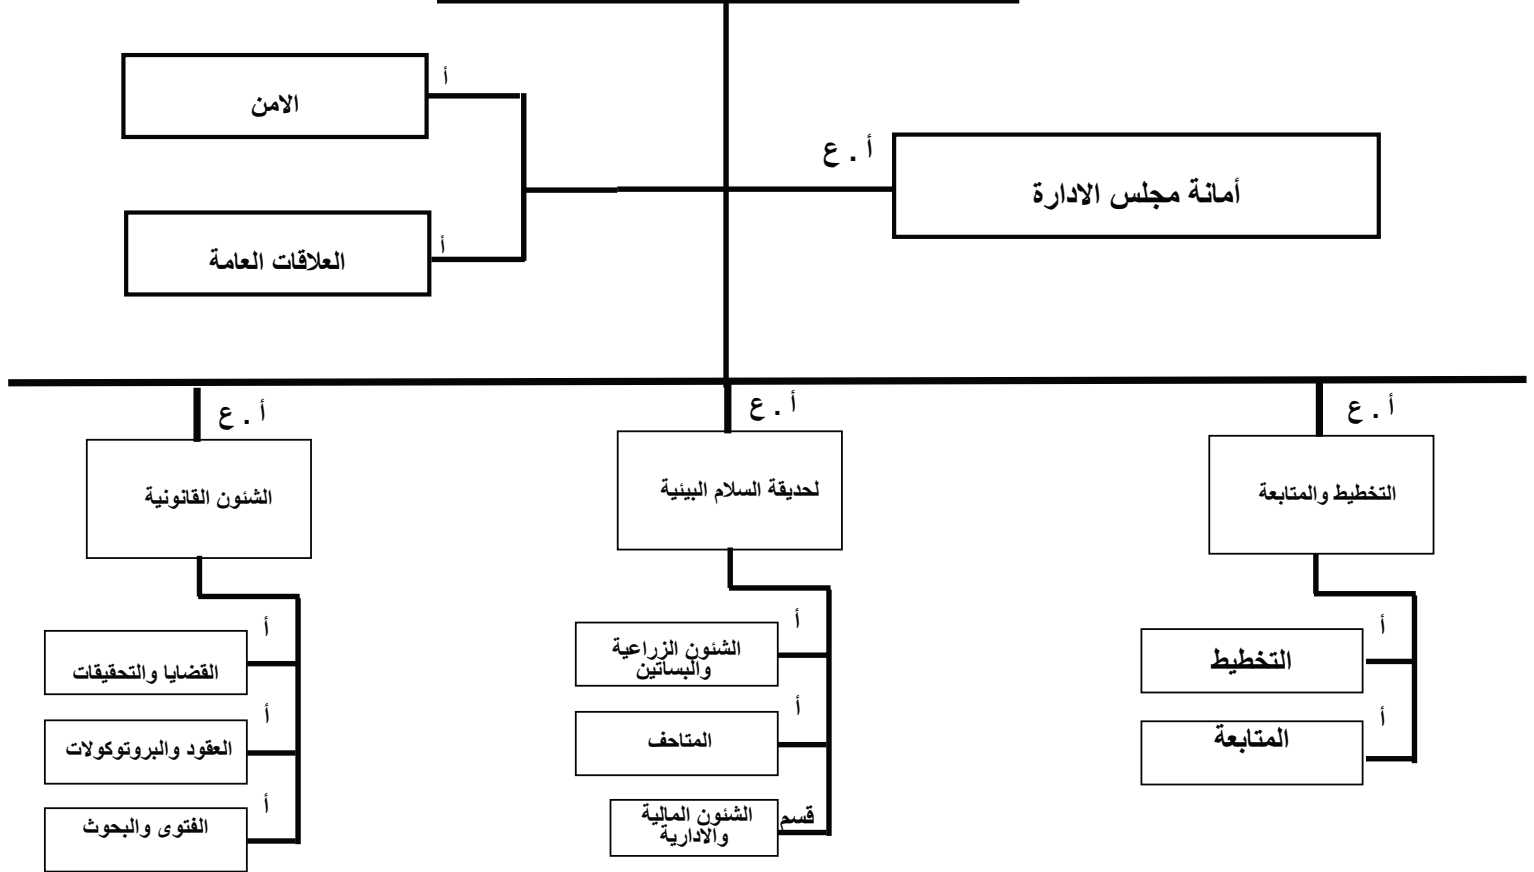 أ
الامن
أ . ع
أمانة مجلس الادارة
أ
العلاقات العامة
أ . ع
التخطيط والمتابعة
أ
التخطيط
أ
المتابعة
أ . ع
لحديقة السلام البيئية
أ
الشئون الزراعية
والبساتين
أ
المتاحف
قسم
الشئون المالية
والادارية
أ . ع
الشئون القانونية
أ
القضايا والتحقيقات
أ
العقود والبروتوكولات
أ
الفتوى والبحوث